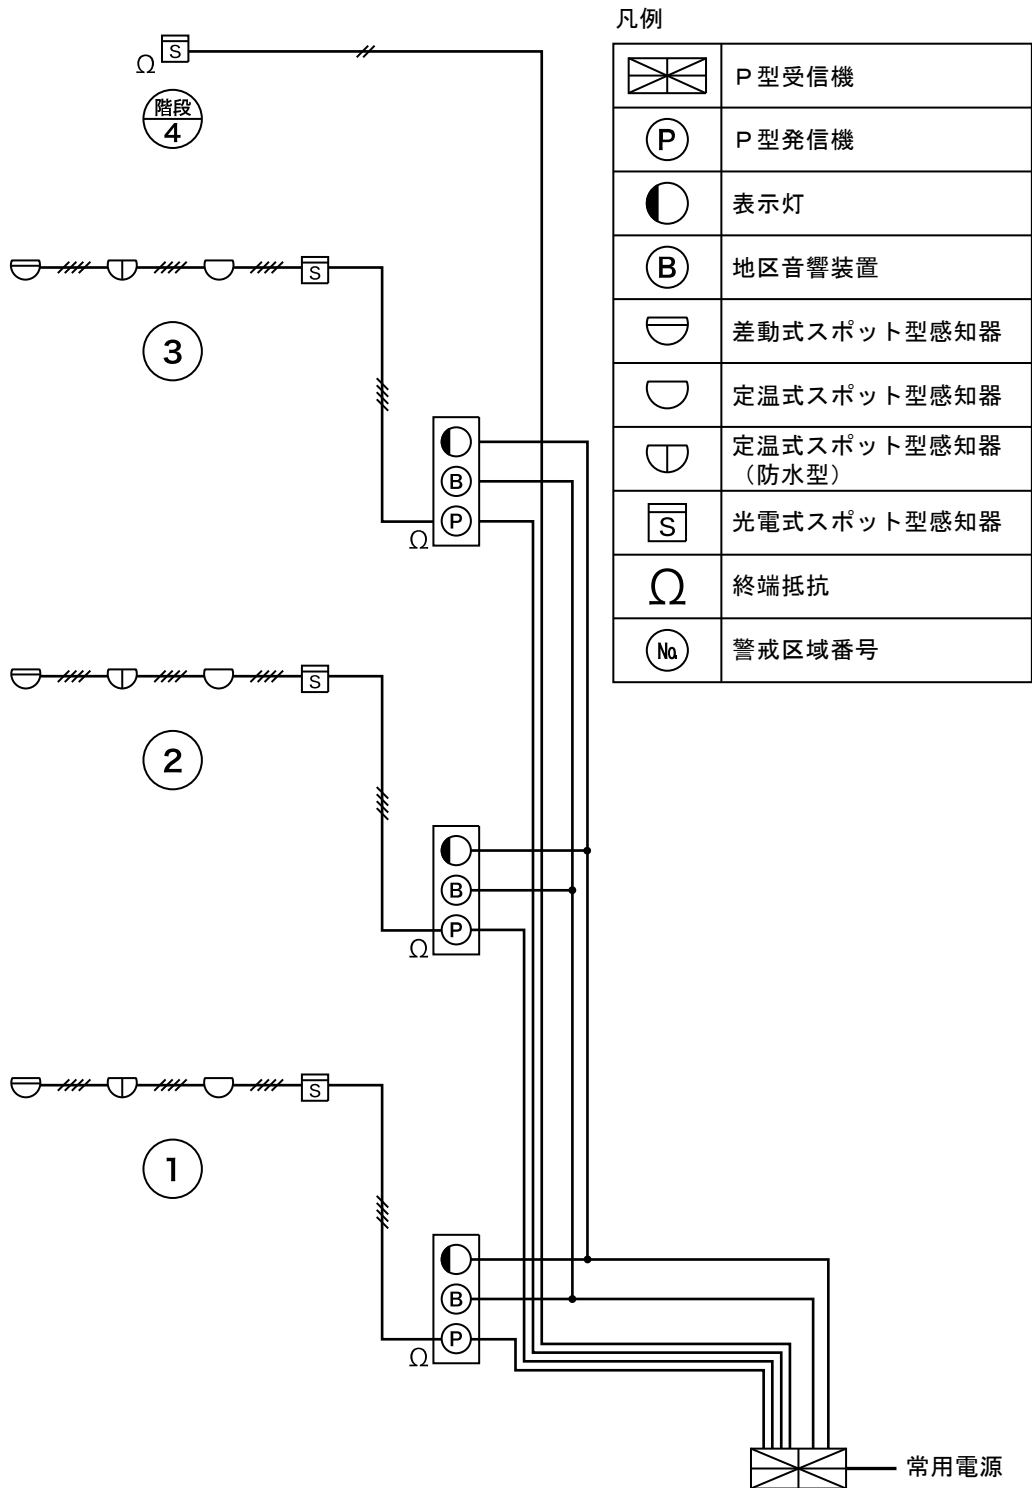 凡例
P型受信機
P
P型発信機
表示灯
B
地区音響装置
差動式スポット型感知器
定温式スポット型感知器
定温式スポット型感知器
（防水型）
S
光電式スポット型感知器
Ω
終端抵抗
No.
警戒区域番号
Ω
S
階段
4
S
3
B
P
Ω
S
2
B
P
Ω
S
1
B
P
Ω
常用電源